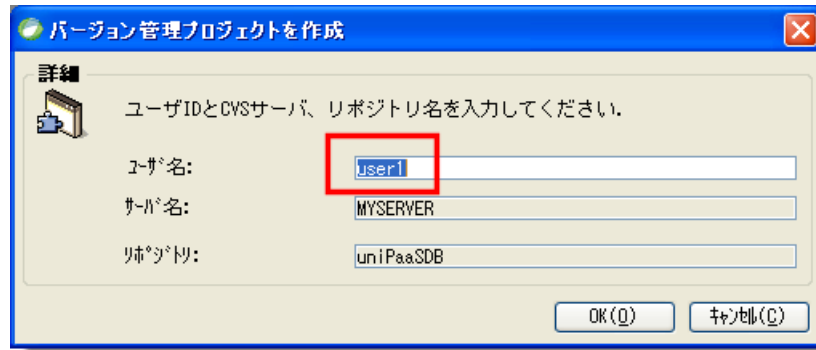 バージョン管理プロジェクトを作成
詳細
ユーザIDとCVSサーバ、リポジトリ名を入力してください.
ﾕｰｻﾞ名: user1
ｻｰﾊﾞ名: MYSERVER
ﾘﾎﾟｼﾞﾄﾘ: uniPaaSDB
OK(O) ｷｬﾝｾﾙ(C)